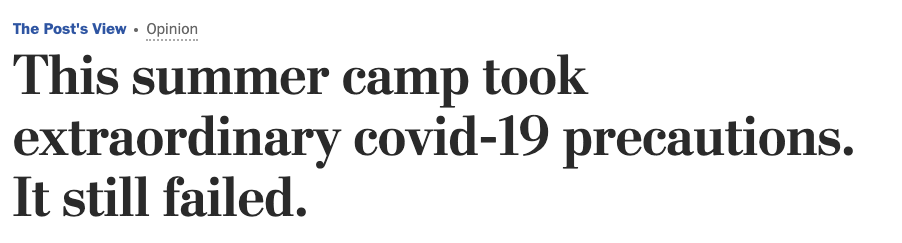 The Post's View • Opinion
This summer camp took
extraordinary covid-19 precautions.
It still failed.